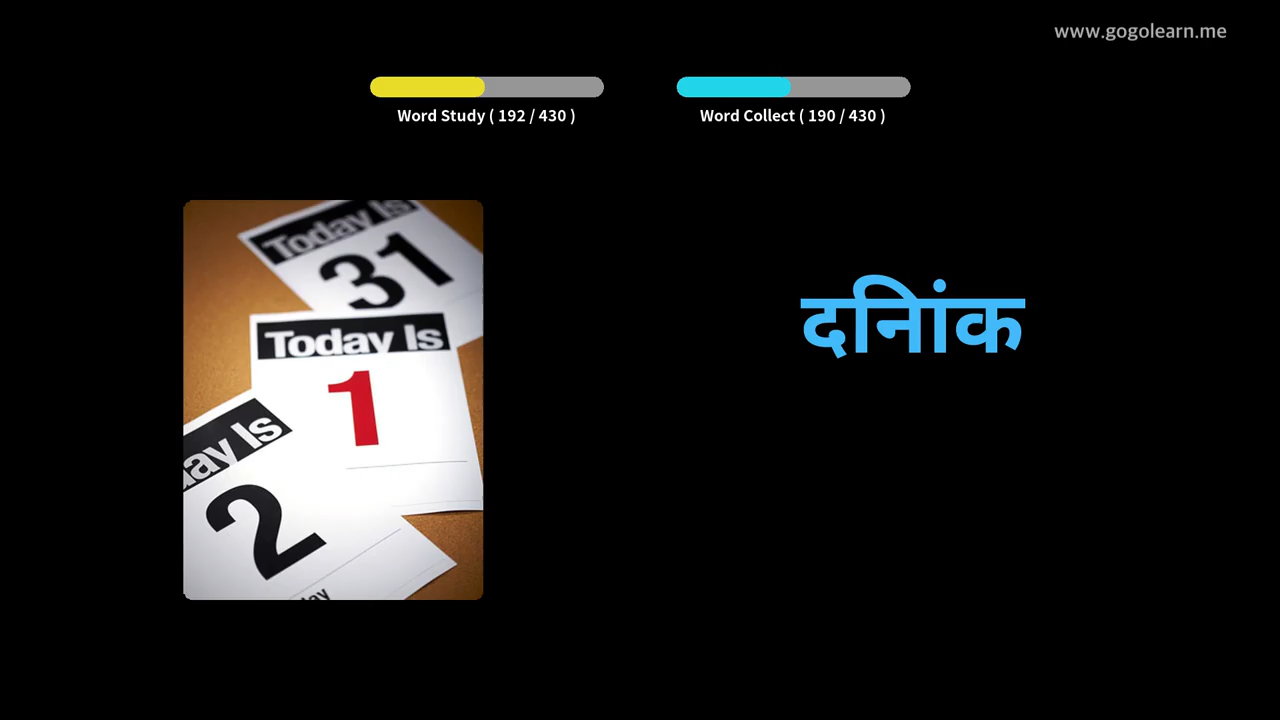 www.gogolearn.me
Word Study ( 192 / 430 )
Word Collect ( 190 / 430 )
Today Is
31
Today Is
1
day Is
2
दनिांक